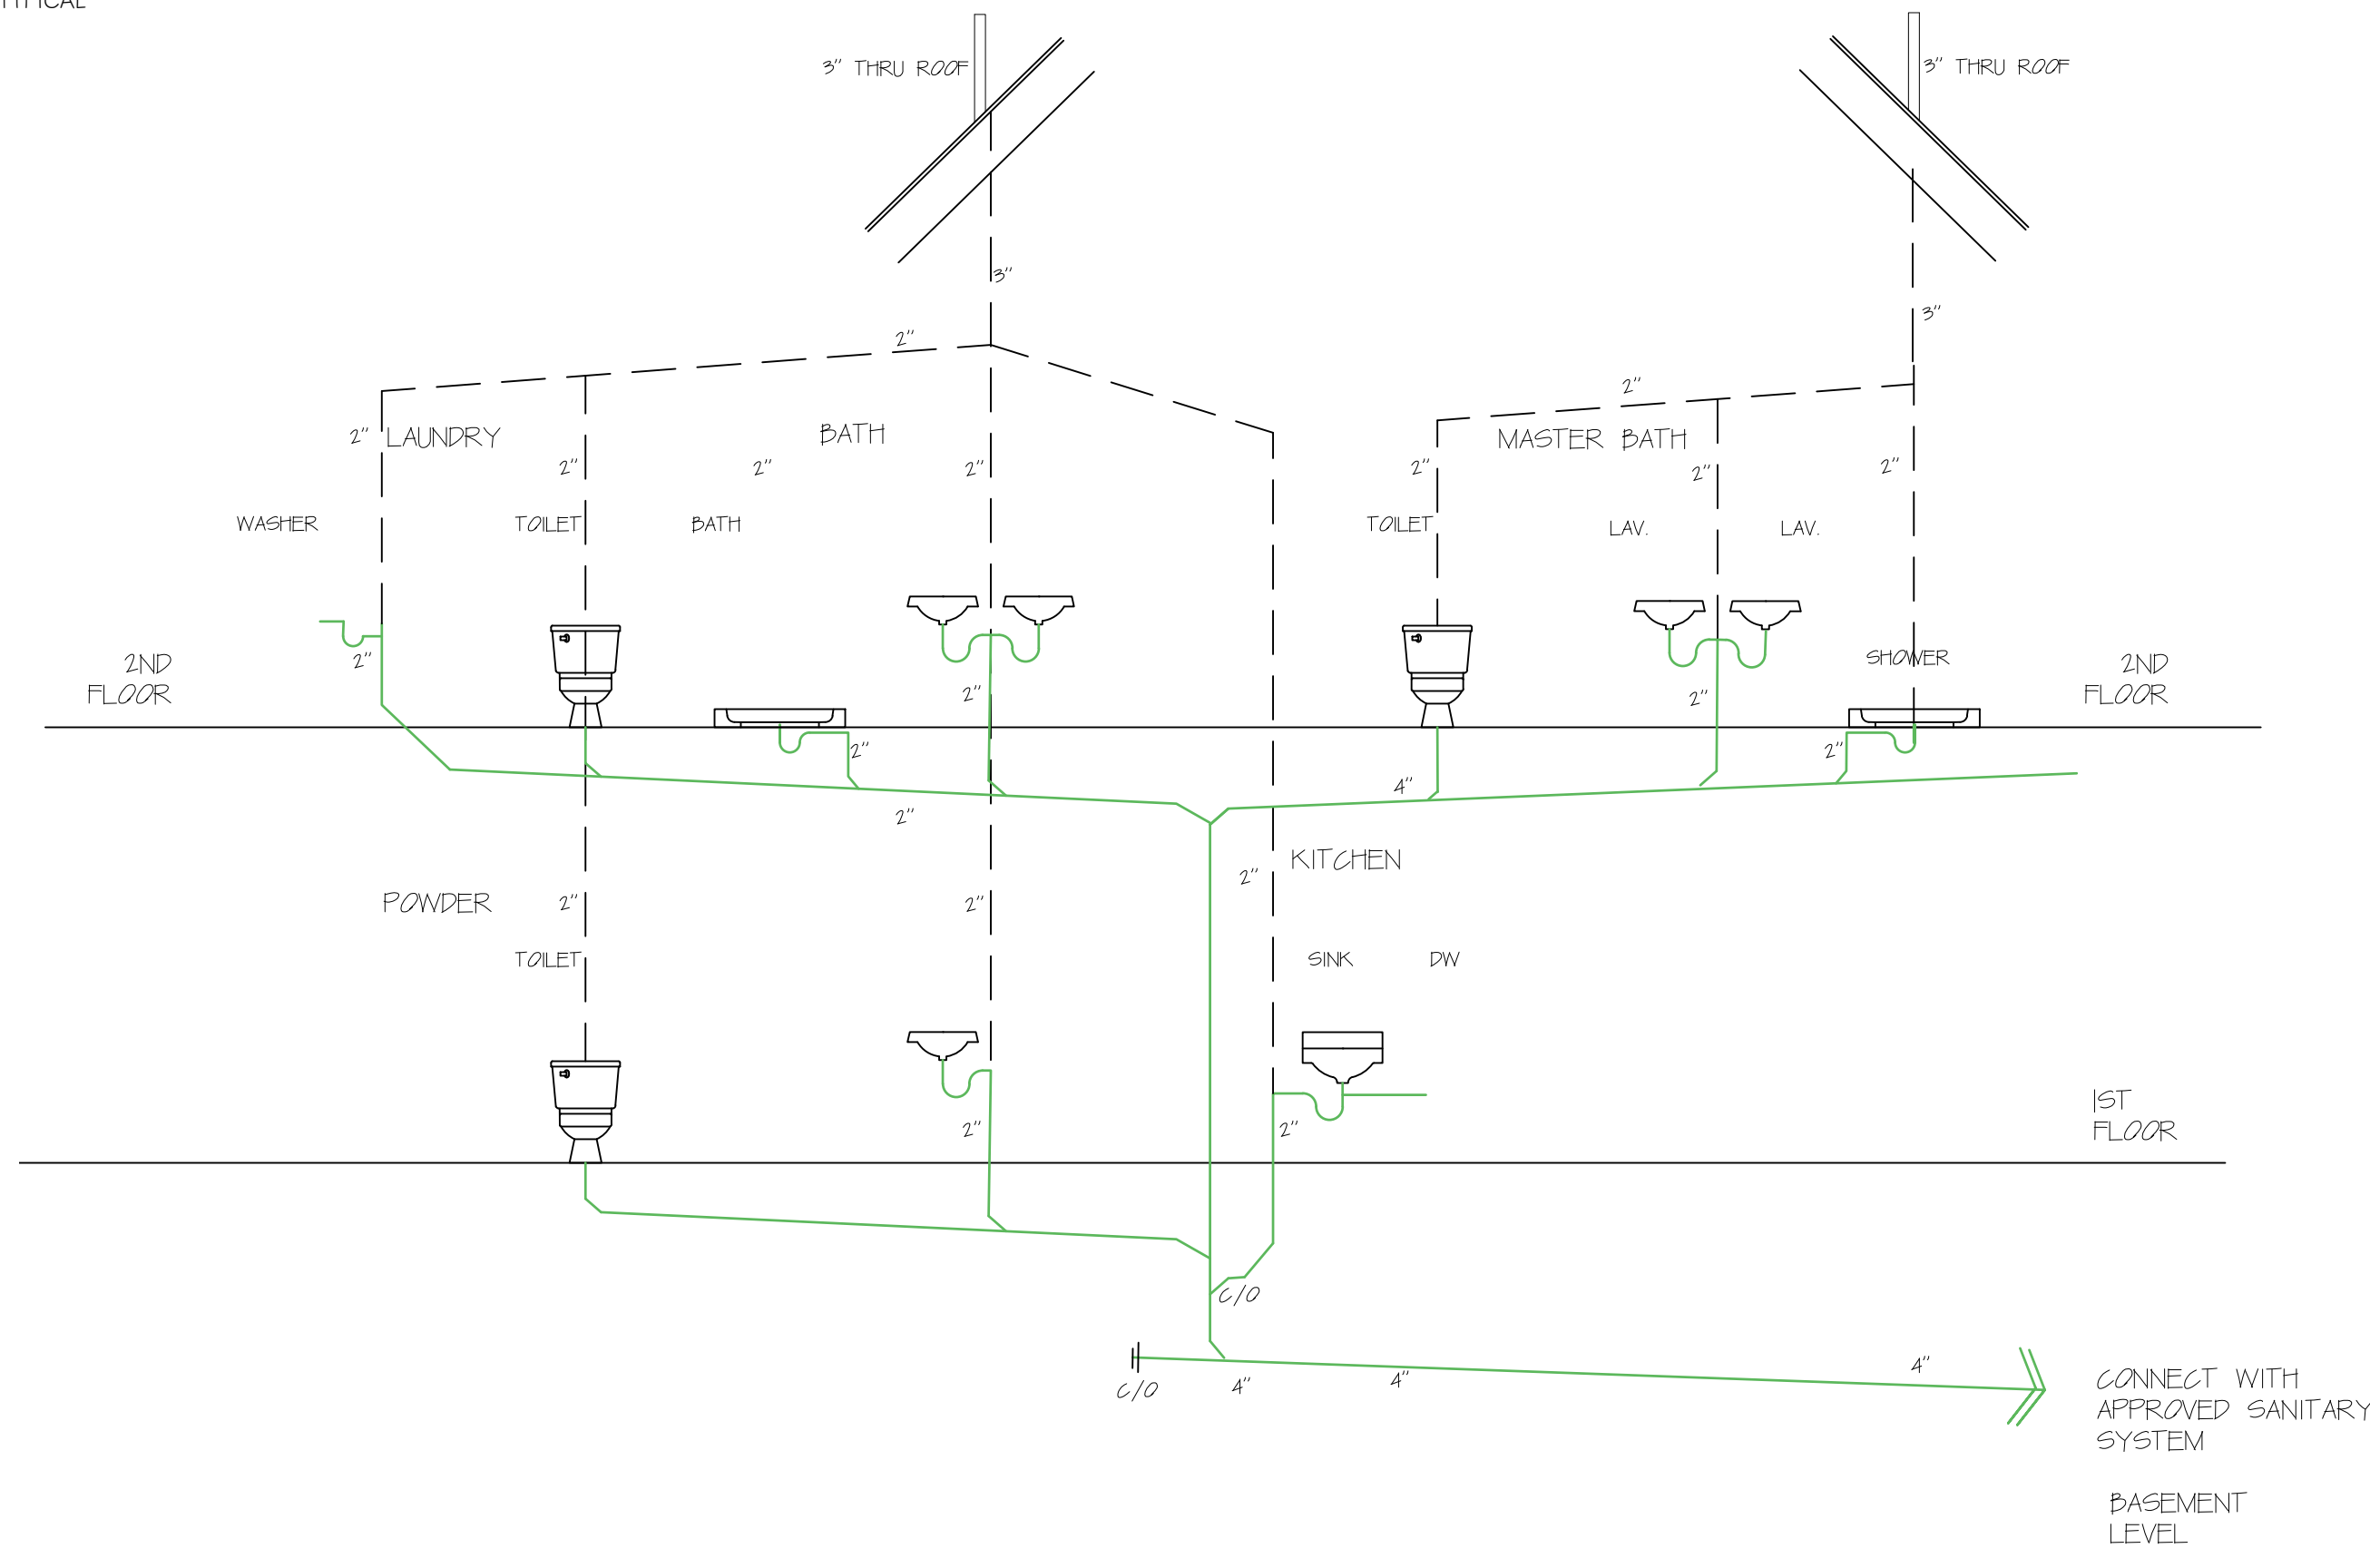 3" THRU ROOF
3" THRU ROOF
3"
3"
2"
2"
2" LAUNDRY
BATH
MASTER BATH
2"
2"
2"
2"
2"
2"
WASHER
TOILET
BATH
TOILET
LAV.
LAV.
2ND
FLOOR
2"
2"
2"
SHOWER
2ND
FLOOR
2"
2"
4"
2"
2"
KITCHEN
POWDER
2"
2"
TOILET
SINK
DW
2"
2"
1ST
FLOOR
C/O
C/O
4"
4"
4"
CONNECT WITH
APPROVED SANITARY
SYSTEM
BASEMENT
LEVEL